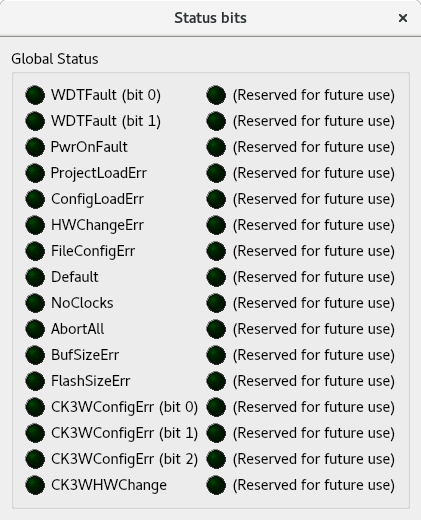 Status bits
Global Status
WDTFault (bit 0) (Reserved for future use)
WDTFault (bit 1) (Reserved for future use)
PwrOnFault (Reserved for future use)
ProjectLoadErr (Reserved for future use)
ConfigLoadErr (Reserved for future use)
HWChangeErr (Reserved for future use)
FileConfigErr (Reserved for future use)
Default (Reserved for future use)
NoClocks (Reserved for future use)
AbortAll (Reserved for future use)
BufSizeErr (Reserved for future use)
FlashSizeErr (Reserved for future use)
CK3WConfigErr (bit 0) (Reserved for future use)
CK3WConfigErr (bit 1) (Reserved for future use)
CK3WConfigErr (bit 2) (Reserved for future use)
CK3WHWChange (Reserved for future use)